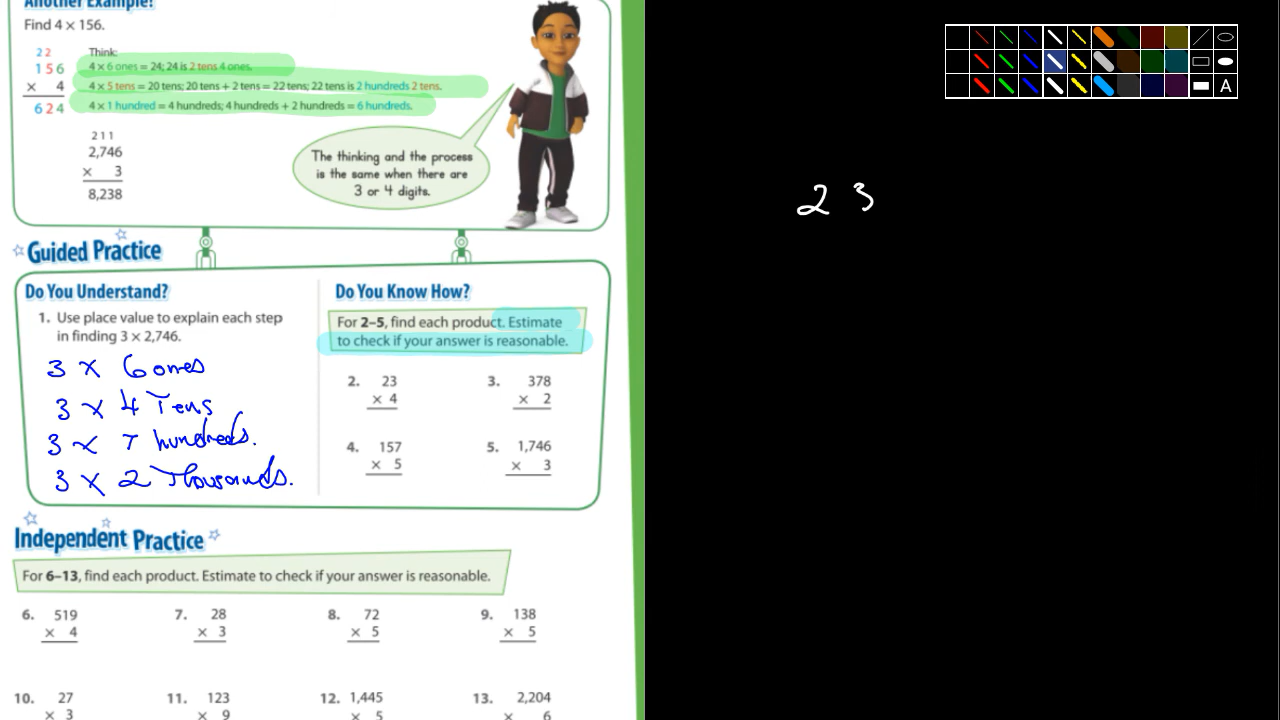 Another Example!
Find 4 × 156.
2 2
1 5 6
× 4
6 2 4
Think:
4 × 6 ones = 24; 24 is 2 tens 4 ones.
4 × 5 tens = 20 tens; 20 tens + 2 tens = 22 tens; 22 tens is 2 hundreds 2 tens.
4 × 1 hundred = 4 hundreds; 4 hundreds + 2 hundreds = 6 hundreds.
2 1 1
2,746
× 3
8,238
The thinking and the process
is the same when there are
3 or 4 digits.
2 3
A
Guided Practice
Do You Understand?
1. Use place value to explain each step
in finding 3 × 2,746.
3 × 6 ones
3 × 4 Tens
3 × 7 hundreds.
3 × 2 Thousands.
Do You Know How?
For 2–5, find each product. Estimate
to check if your answer is reasonable.
2. 23
× 4
3. 378
× 2
4. 157
× 5
5. 1,746
× 3
Independent Practice
For 6–13, find each product. Estimate to check if your answer is reasonable.
6. 519
× 4
7. 28
× 3
8. 72
× 5
9. 138
× 5
10. 27
× 3
11. 123
× 9
12. 1,445
× 5
13. 2,204
× 6